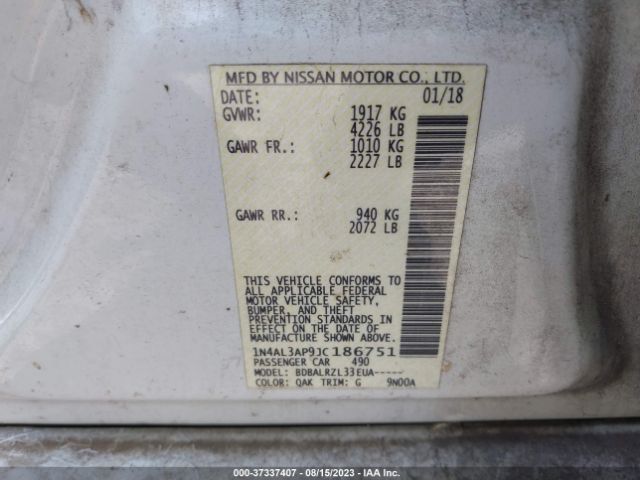 MFD BY NISSAN MOTOR CO., LTD.
DATE: 01/18
GVWR: 1917 KG
4226 LB
GAWR FR.: 1010 KG
2227 LB
GAWR RR.: 940 KG
2072 LB
THIS VEHICLE CONFORMS TO
ALL APPLICABLE FEDERAL
MOTOR VEHICLE SAFETY,
BUMPER, AND THEFT
PREVENTION STANDARDS IN
EFFECT ON THE DATE OF
MANUFACTURE SHOWN ABOVE.
1N4AL3AP9JC186751
PASSENGER CAR 490
MODEL: BDBALRZL33EUA-----
COLOR: QAK TRIM: G 9N00A
000-37337407 - 08/15/2023 - IAA Inc.